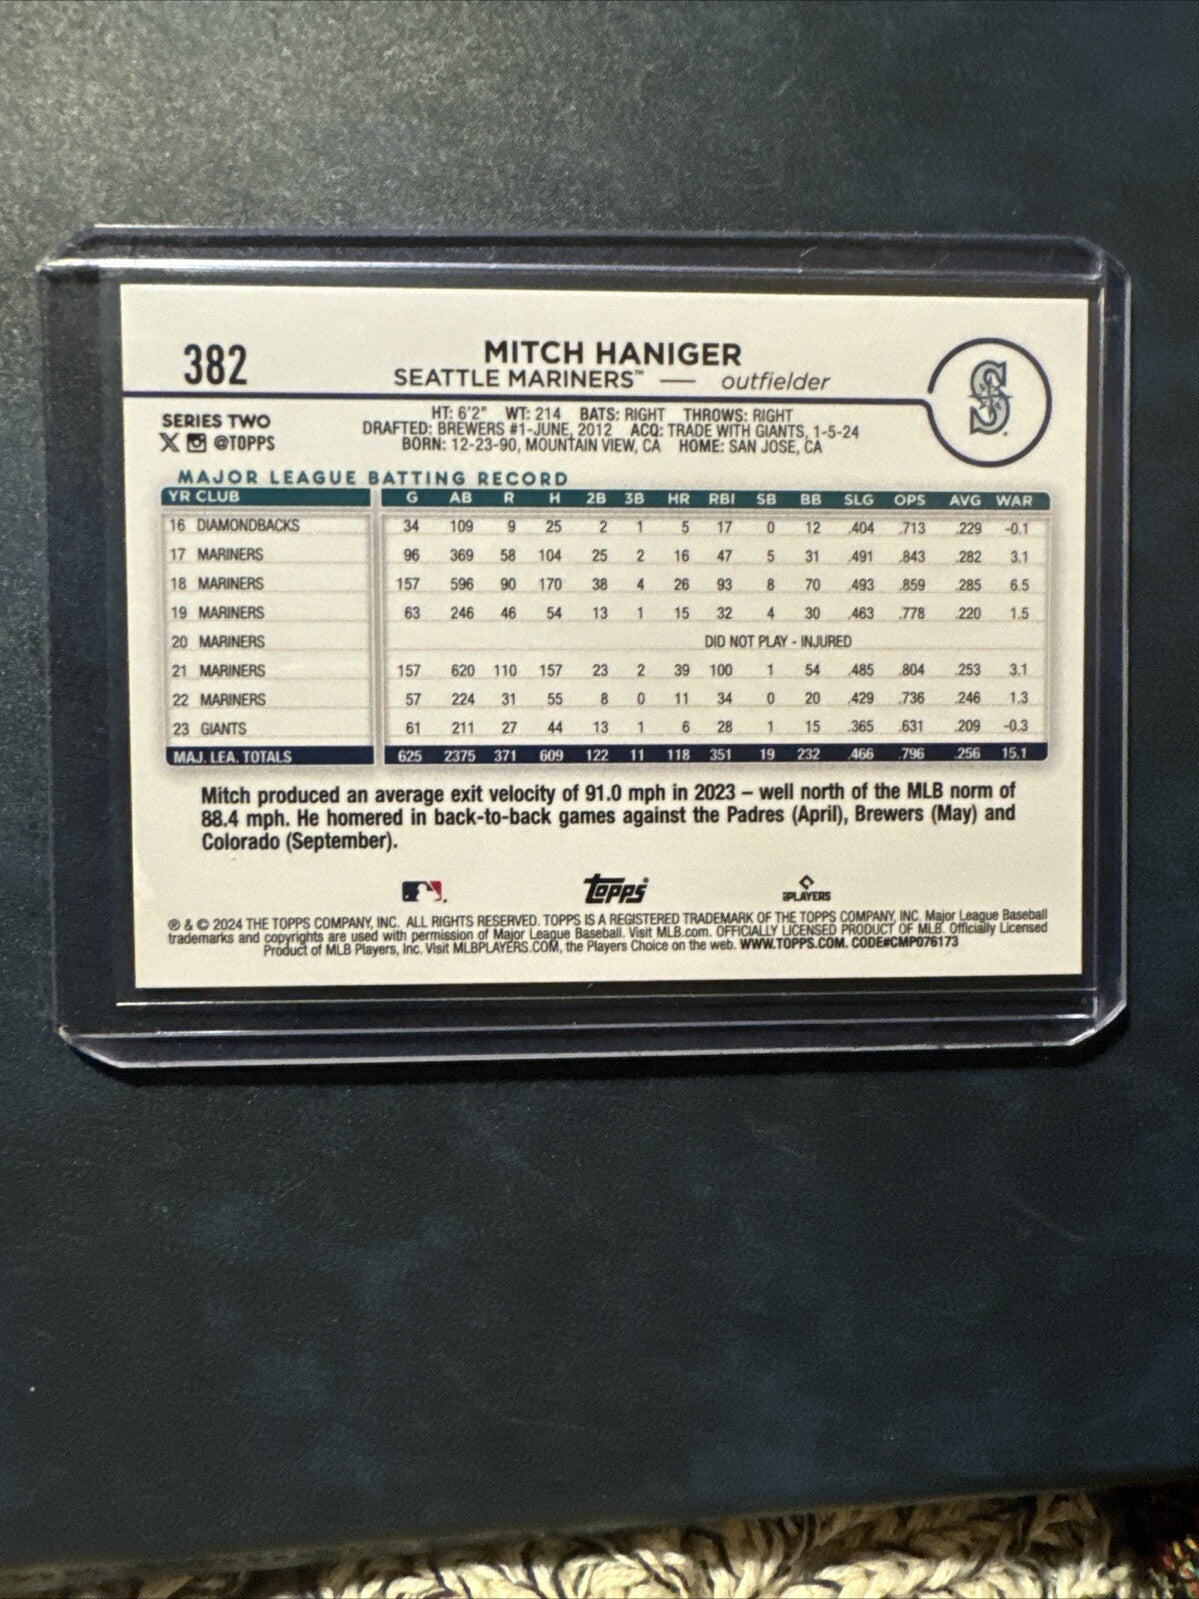 382
MITCH HANIGER
SEATTLE MARINERS™ — outfielder
S
SERIES TWO
X @TOPPS
HT: 6'2" WT: 214 BATS: RIGHT THROWS: RIGHT
DRAFTED: BREWERS #1-JUNE, 2012 ACQ: TRADE WITH GIANTS, 1-5-24
BORN: 12-23-90, MOUNTAIN VIEW, CA HOME: SAN JOSE, CA
MAJOR LEAGUE BATTING RECORD
YR CLUB G AB R H 2B 3B HR RBI SB BB SLG OPS AVG WAR
16 DIAMONDBACKS 34 109 9 25 2 1 5 17 0 12 .404 .713 .229 -0.1
17 MARINERS 96 369 58 104 25 2 16 47 5 31 .491 .843 .282 3.1
18 MARINERS 157 596 90 170 38 4 26 93 8 70 .493 .859 .285 6.5
19 MARINERS 63 246 46 54 13 1 15 32 4 30 .463 .778 .220 1.5
20 MARINERS DID NOT PLAY - INJURED
21 MARINERS 157 620 110 157 23 2 39 100 1 54 .485 .804 .253 3.1
22 MARINERS 57 224 31 55 8 0 11 34 0 20 .429 .736 .246 1.3
23 GIANTS 61 211 27 44 13 1 6 28 1 15 .365 .631 .209 -0.3
MAJ. LEA. TOTALS 625 2375 371 609 122 11 118 351 19 232 .466 .796 .256 15.1
Mitch produced an average exit velocity of 91.0 mph in 2023 – well north of the MLB norm of
88.4 mph. He homered in back-to-back games against the Padres (April), Brewers (May) and
Colorado (September).
Topps
PLAYERS
® & © 2024 THE TOPPS COMPANY, INC. ALL RIGHTS RESERVED. TOPPS IS A REGISTERED TRADEMARK OF THE TOPPS COMPANY, INC. Major League Baseball
trademarks and copyrights are used with permission of Major League Baseball. Visit MLB.com. OFFICIALLY LICENSED PRODUCT OF MLB. Officially Licensed
Product of MLB Players, Inc. Visit MLBPLAYERS.COM, the Players Choice on the web. WWW.TOPPS.COM. CODE#CMP076173